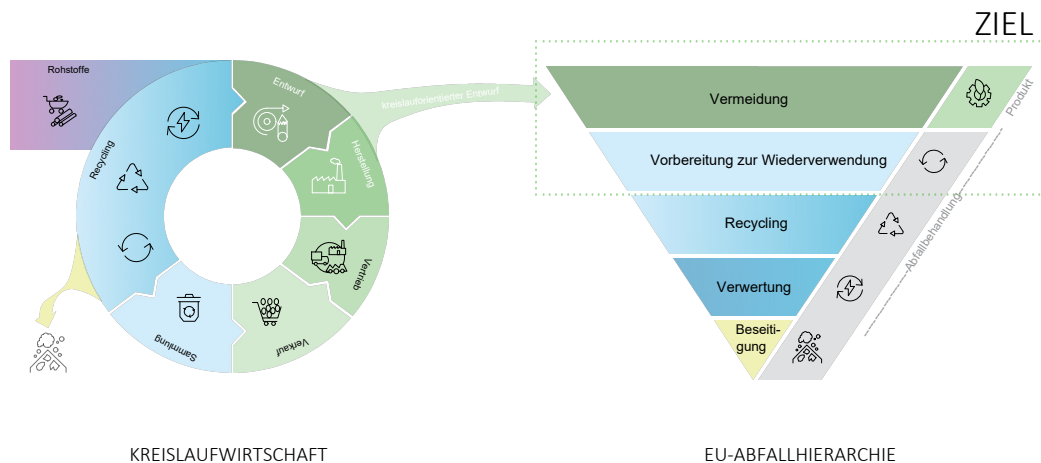 ZIEL
Rohstoffe
Entwurf
kreislauforientierter Entwurf
Herstellung
Vertrieb
Verkauf
Sammlung
Recycling
Vermeidung
Produkt
Vorbereitung zur Wiederverwendung
Recycling
Abfallbehandlung
Verwertung
Beseiti-
gung
KREISLAUFWIRTSCHAFT
EU-ABFALLHIERARCHIE